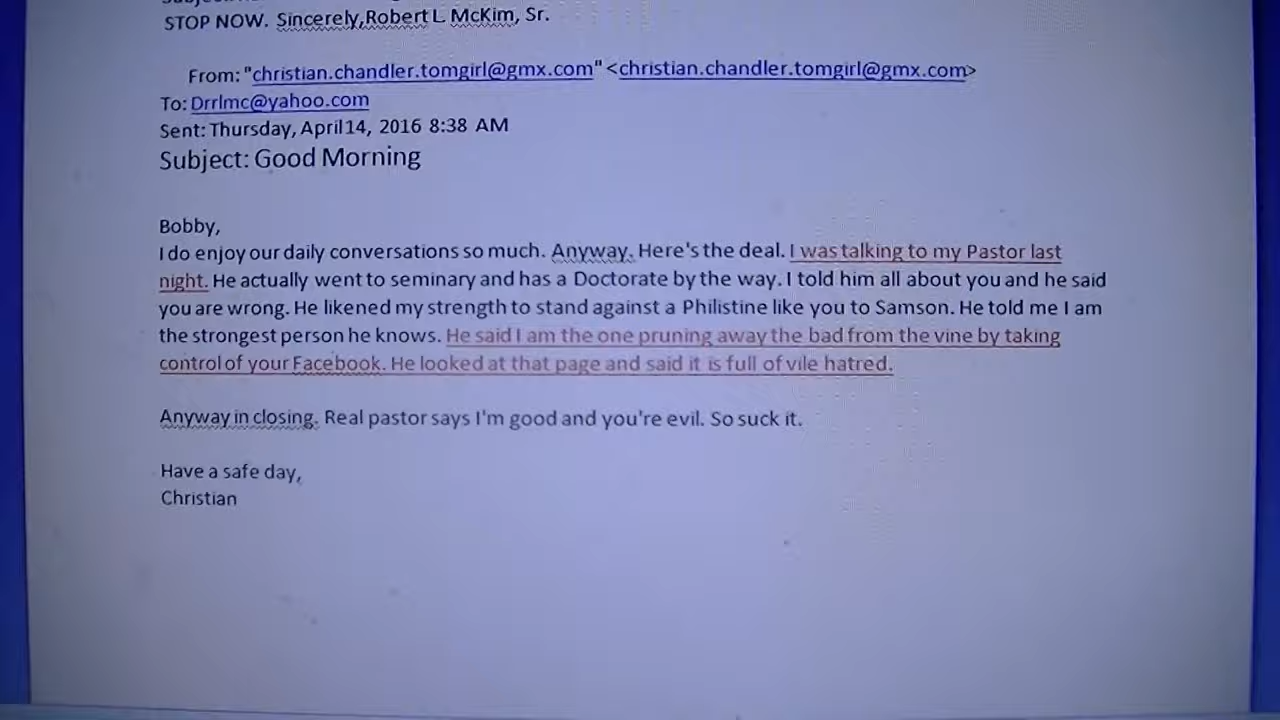 STOP NOW. Sincerely,Robert L McKim, Sr.
From: "christian.chandler.tomgirl@gmx.com" <christian.chandler.tomgirl@gmx.com>
To: Drrlmc@yahoo.com
Sent: Thursday, April14, 2016 8:38 AM
Subject: Good Morning
Bobby,
I do enjoy our daily conversations so much. Anyway. Here's the deal. I was talking to my Pastor last
night. He actually went to seminary and has a Doctorate by the way. I told him all about you and he said
you are wrong. He likened my strength to stand against a Philistine like you to Samson. He told me I am
the strongest person he knows. He said I am the one pruning away the bad from the vine by taking
control of your Facebook. He looked at that page and said it is full of vile hatred.
Anyway in closing. Real pastor says I'm good and you're evil. So suck it.
Have a safe day,
Christian